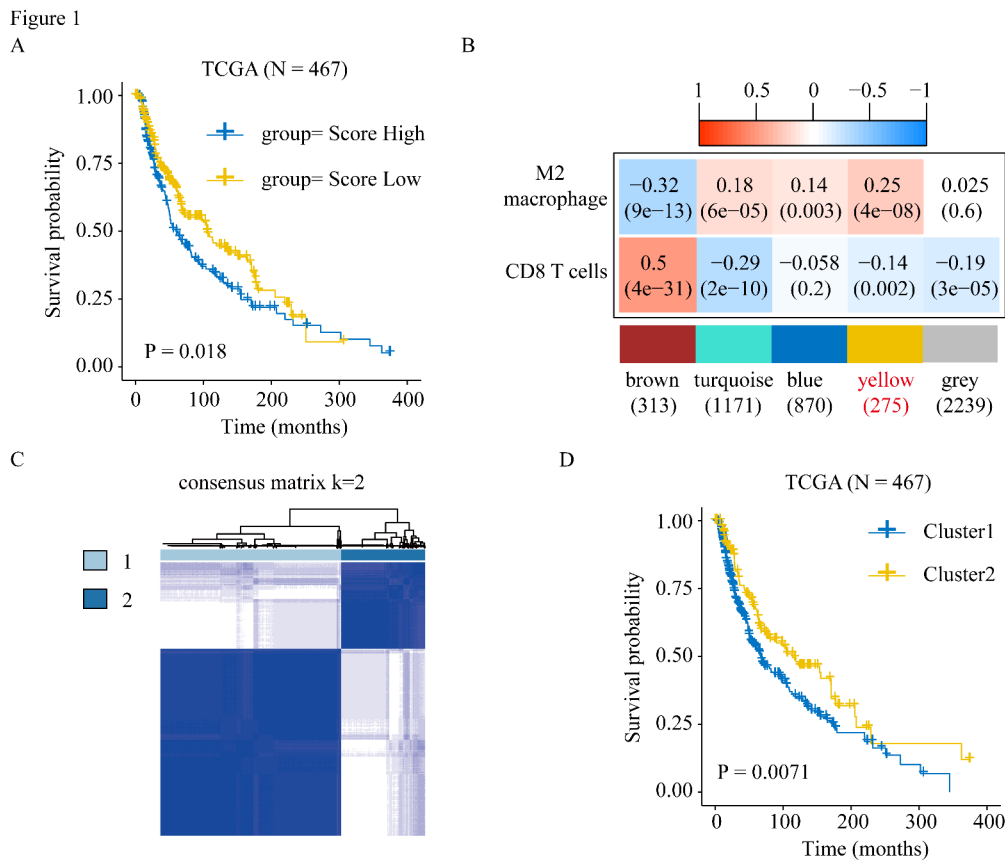 Figure 1
A
TCGA (N = 467)
Survival probability
1.00
0.75
0.50
0.25
0.00
group= Score High
group= Score Low
P = 0.018
0 100 200 300 400
Time (months)
B
1 0.5 0 −0.5 −1
M2
macrophage
−0.32 0.18 0.14 0.25 0.025
(9e−13) (6e−05) (0.003) (4e−08) (0.6)
CD8 T cells
0.5 −0.29 −0.058 −0.14 −0.19
(4e−31) (2e−10) (0.2) (0.002) (3e−05)
brown turquoise blue yellow grey
(313) (1171) (870) (275) (2239)
C
consensus matrix k=2
1
2
D
TCGA (N = 467)
Survival probability
1.00
0.75
0.50
0.25
0.00
Cluster1
Cluster2
P = 0.0071
0 100 200 300 400
Time (months)